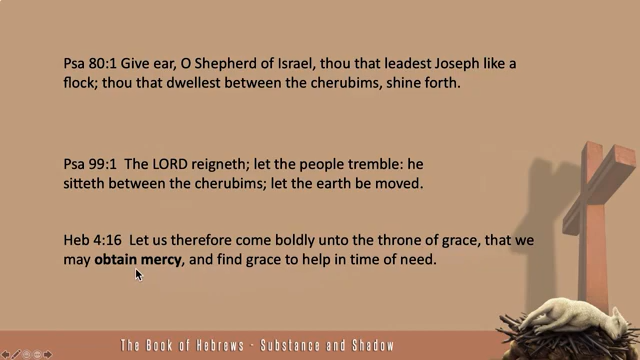 Psa 80:1 Give ear, O Shepherd of Israel, thou that leadest Joseph like a
flock; thou that dwellest between the cherubims, shine forth.
Psa 99:1  The LORD reigneth; let the people tremble: he
sitteth between the cherubims; let the earth be moved.
Heb 4:16  Let us therefore come boldly unto the throne of grace, that we
may obtain mercy, and find grace to help in time of need.
The Book of Hebrews - Substance and Shadow